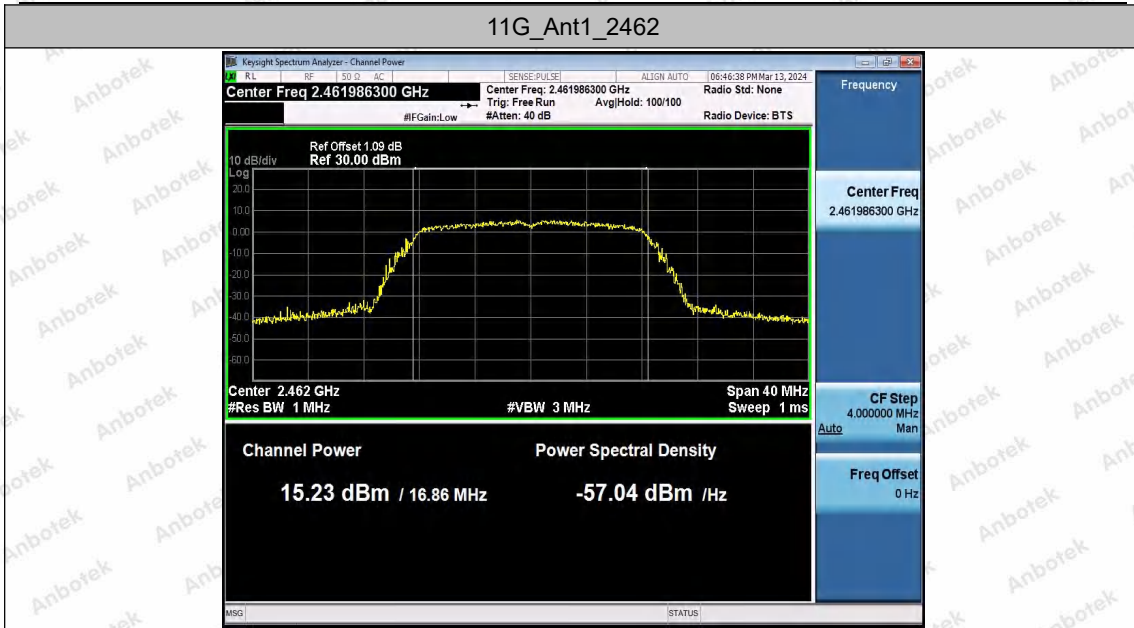 11G_Ant1_2462
Keysight Spectrum Analyzer - Channel Power
LXI RL RF 50 Ω AC SENSE:PULSE ALIGN AUTO 06:46:38 PM Mar 13, 2024
Center Freq 2.461986300 GHz
Center Freq: 2.461986300 GHz
Radio Std: None
Trig: Free Run Avg|Hold: 100/100
#IFGain:Low #Atten: 40 dB Radio Device: BTS
Ref Offset 1.09 dB
10 dB/div Ref 30.00 dBm
Log
20.0
10.0
0.00
-10.0
-20.0
-30.0
-40.0
-50.0
-60.0
Center 2.462 GHz Span 40 MHz
#Res BW 1 MHz #VBW 3 MHz Sweep 1 ms
Channel Power Power Spectral Density
15.23 dBm / 16.86 MHz -57.04 dBm /Hz
MSG STATUS
Frequency
Center Freq
2.461986300 GHz
CF Step
4.000000 MHz
Auto Man
Freq Offset
0 Hz
Anbotek